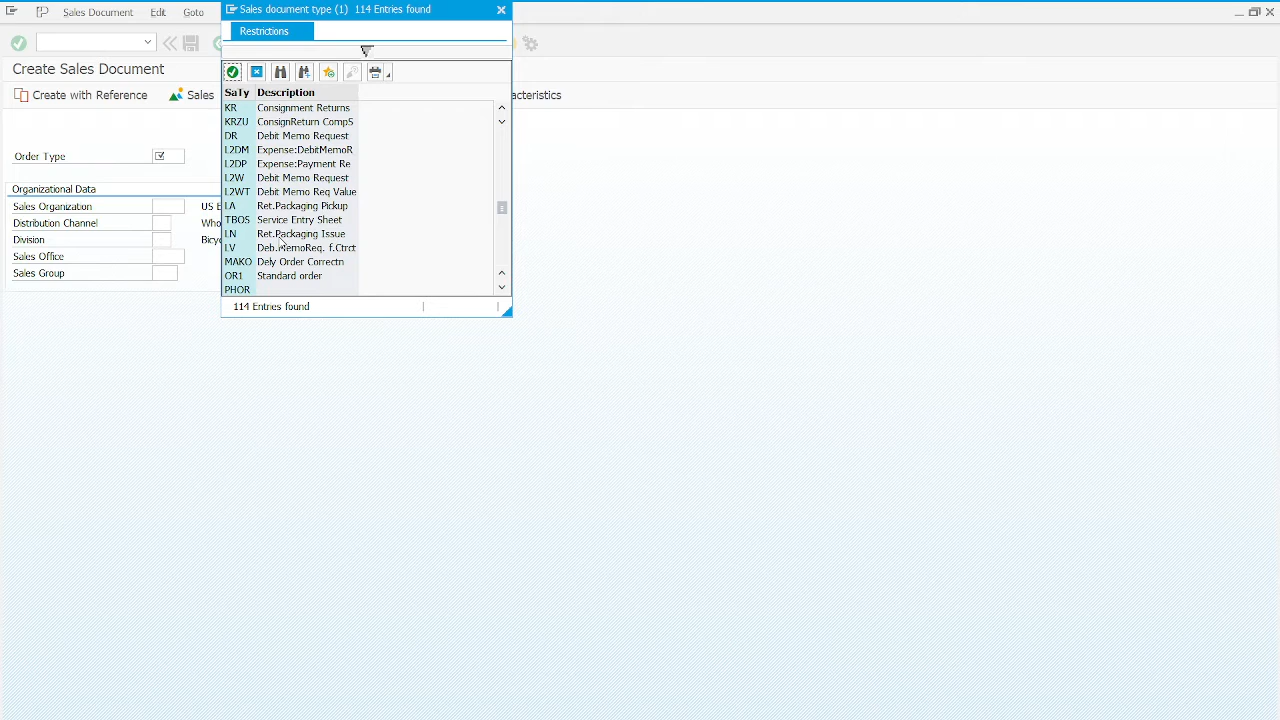 Sales document type (1) 114 Entries found
Sales Document Edit Goto
Restrictions
Create Sales Document
Create with Reference Sales
SaTy Description
KR Consignment Returns
KRZU ConsignReturn CompS
DR Debit Memo Request
L2DM Expense:DebitMemoR
L2DP Expense:Payment Re
L2W Debit Memo Request
L2WT Debit Memo Req Value
LA Ret.Packaging Pickup
TBOS Service Entry Sheet
LN Ret.Packaging Issue
LV Deb.MemoReq. f.Ctrct
MAKO Dely Order Correctn
OR1 Standard order
PHOR
114 Entries found
aracteristics
Order Type
Organizational Data
Sales Organization US E
Distribution Channel Who
Division Bicy
Sales Office
Sales Group